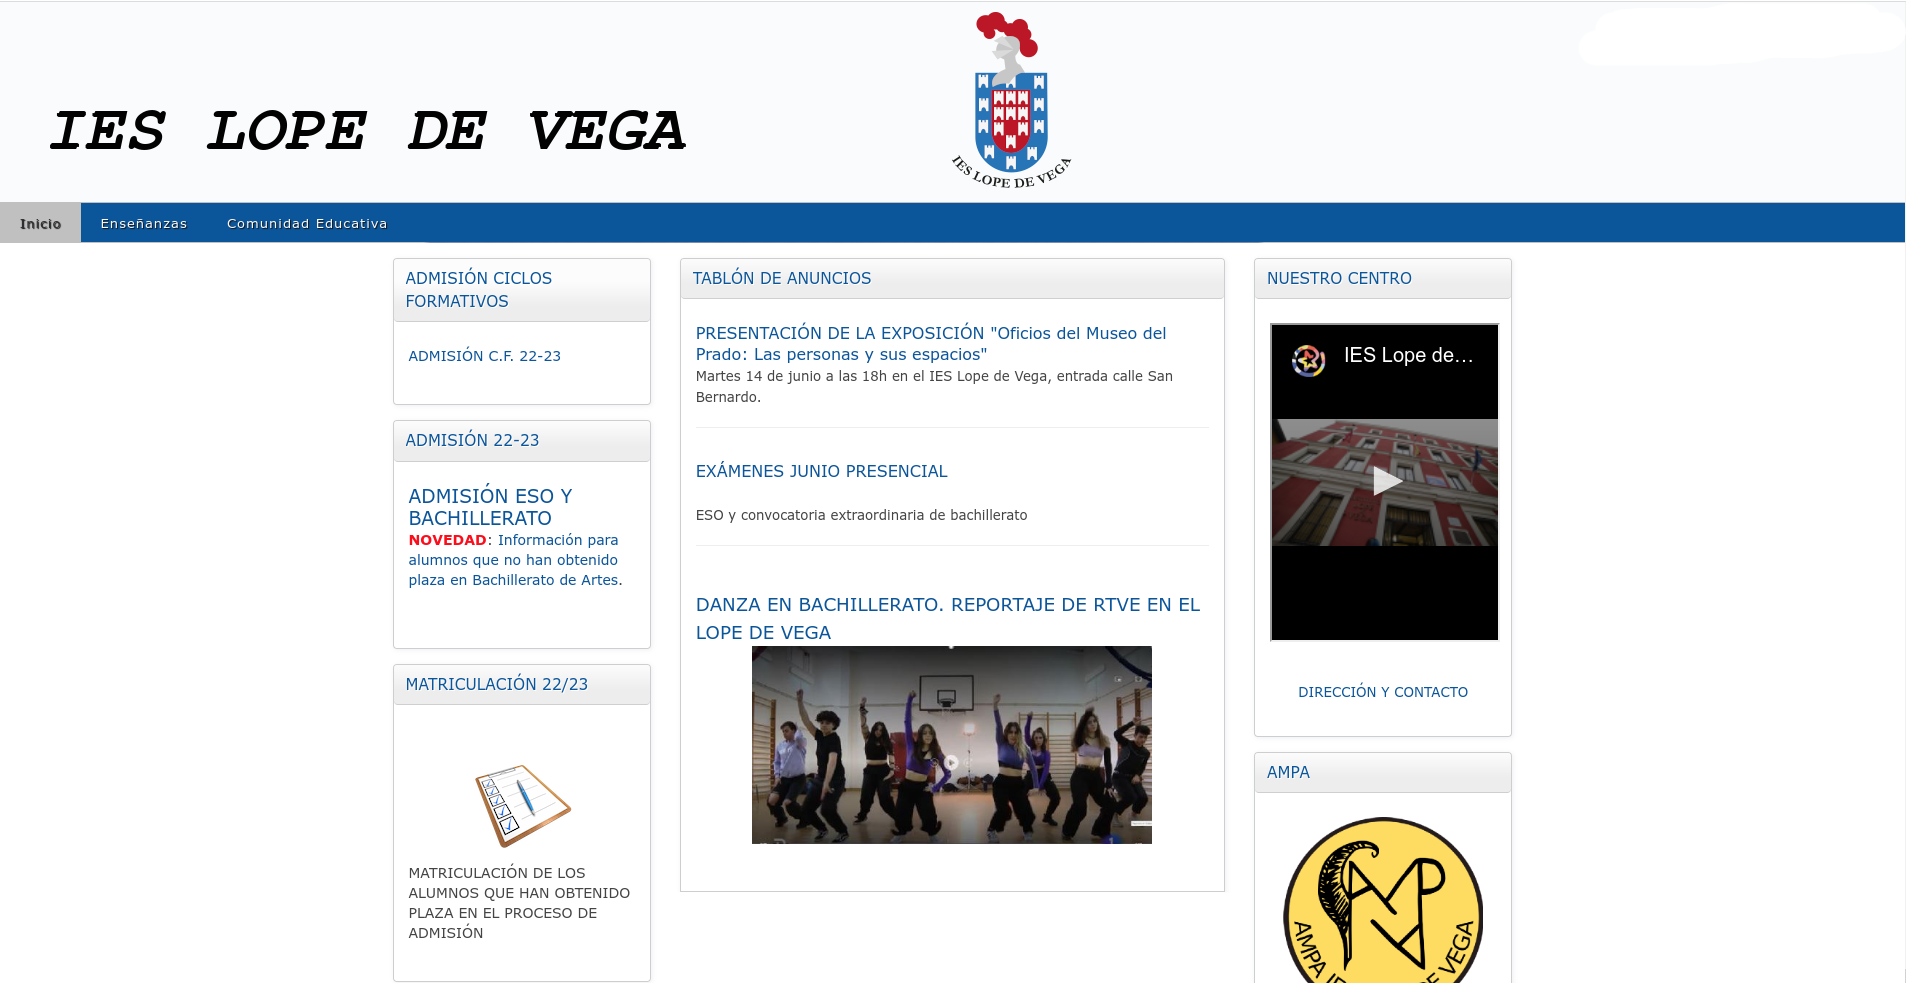 IES LOPE DE VEGA
IES LOPE DE VEGA
Inicio
Enseñanzas
Comunidad Educativa
ADMISIÓN CICLOS
FORMATIVOS
ADMISIÓN C.F. 22-23
ADMISIÓN 22-23
ADMISIÓN ESO Y
BACHILLERATO
NOVEDAD: Información para
alumnos que no han obtenido
plaza en Bachillerato de Artes.
MATRICULACIÓN 22/23
MATRICULACIÓN DE LOS
ALUMNOS QUE HAN OBTENIDO
PLAZA EN EL PROCESO DE
ADMISIÓN
TABLÓN DE ANUNCIOS
PRESENTACIÓN DE LA EXPOSICIÓN "Oficios del Museo del
Prado: Las personas y sus espacios"
Martes 14 de junio a las 18h en el IES Lope de Vega, entrada calle San
Bernardo.
EXÁMENES JUNIO PRESENCIAL
ESO y convocatoria extraordinaria de bachillerato
DANZA EN BACHILLERATO. REPORTAJE DE RTVE EN EL
LOPE DE VEGA
NUESTRO CENTRO
IES Lope de...
DIRECCIÓN Y CONTACTO
AMPA
AMPA
AMPA IE DE VEGA